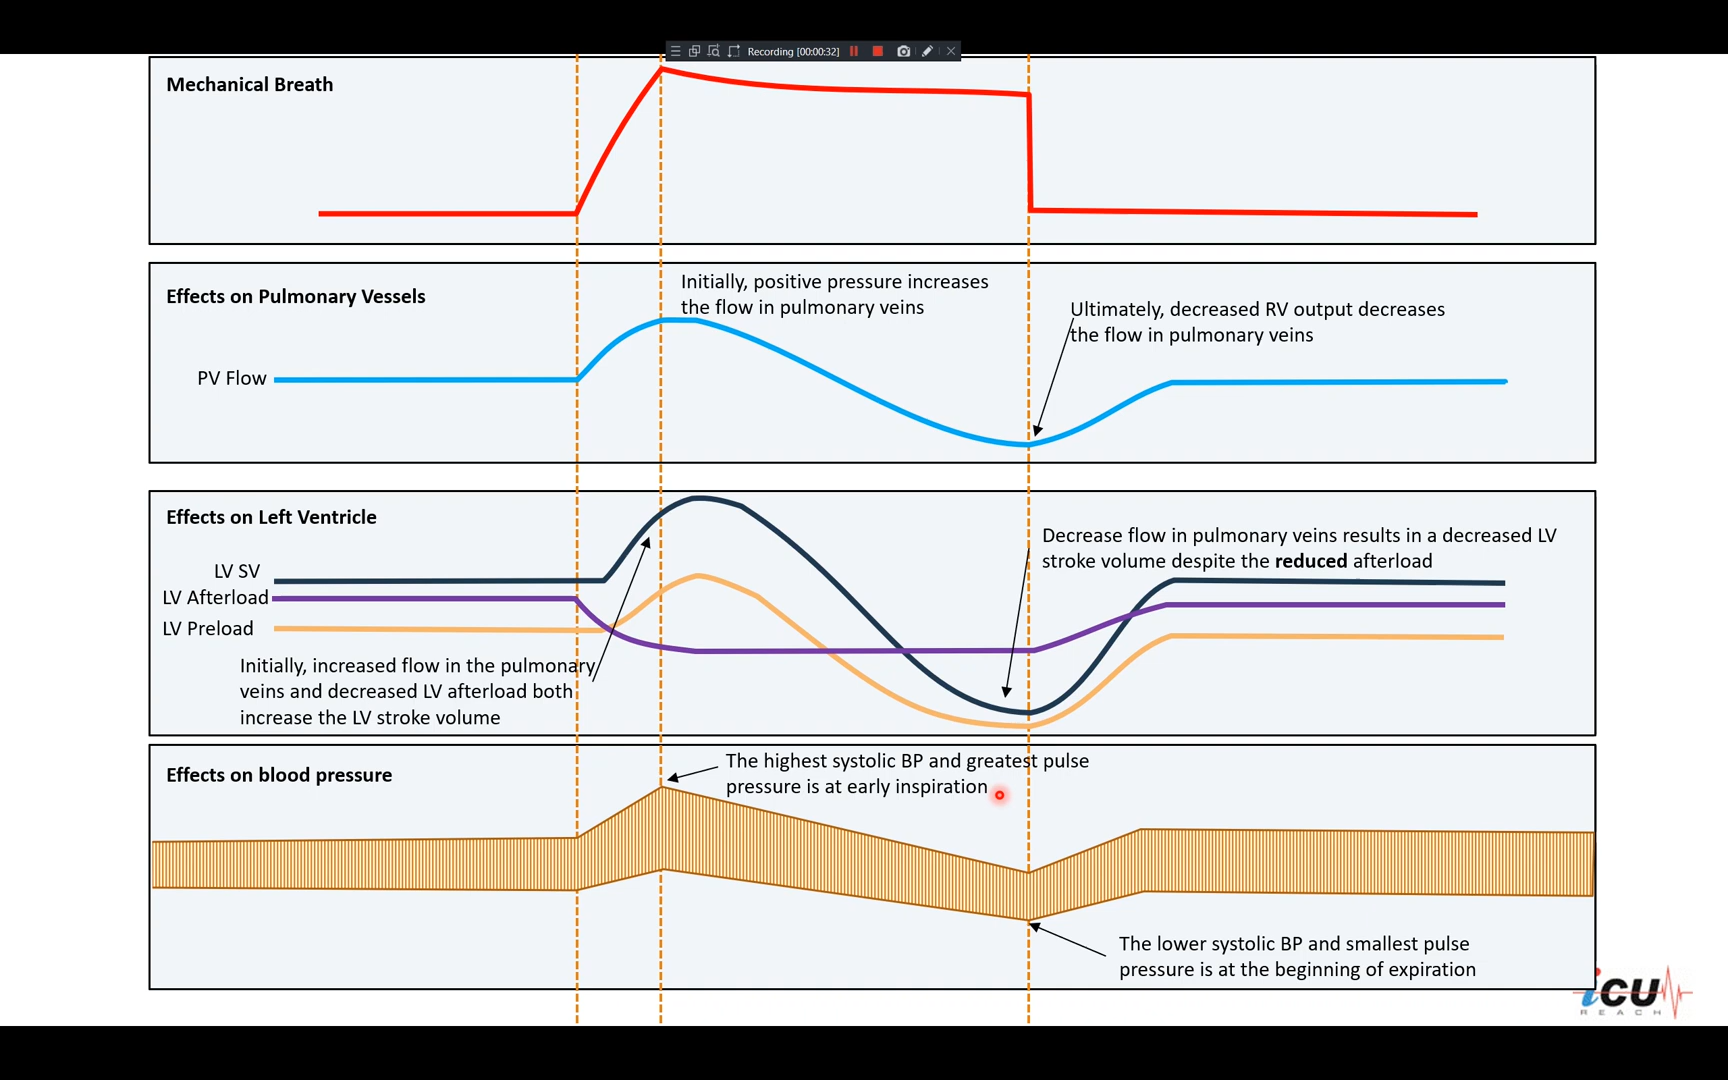 Recording [00:00:32]
Mechanical Breath
Effects on Pulmonary Vessels
Initially, positive pressure increases
the flow in pulmonary veins
Ultimately, decreased RV output decreases
the flow in pulmonary veins
PV Flow
Effects on Left Ventricle
Decrease flow in pulmonary veins results in a decreased LV
stroke volume despite the reduced afterload
LV SV
LV Afterload
LV Preload
Initially, increased flow in the pulmonary
veins and decreased LV afterload both
increase the LV stroke volume
Effects on blood pressure
The highest systolic BP and greatest pulse
pressure is at early inspiration
The lower systolic BP and smallest pulse
pressure is at the beginning of expiration
iCU
REACH